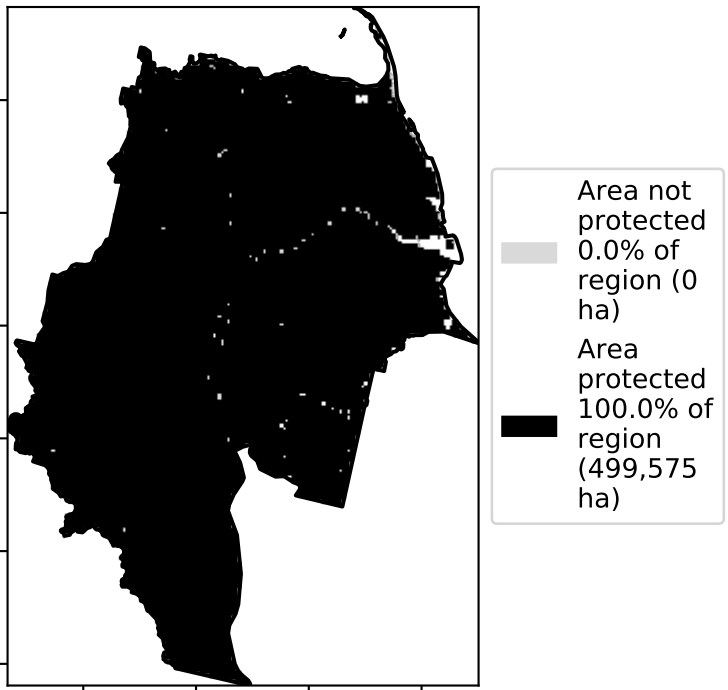 Area not
protected
0.0% of
region (0
ha)
Area
protected
100.0% of
region
(499,575
ha)